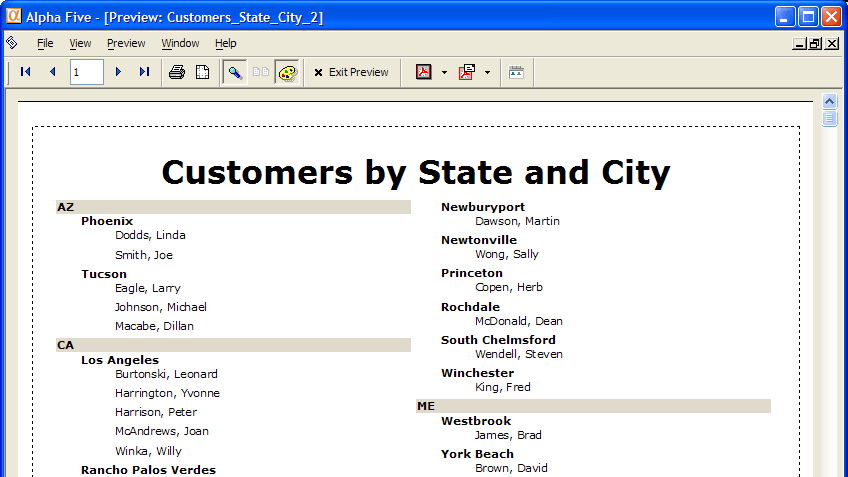 Alpha Five - [Preview: Customers_State_City_2]
File View Preview Window Help
1 Exit Preview
Customers by State and City
AZ
Phoenix
Dodds, Linda
Smith, Joe
Tucson
Eagle, Larry
Johnson, Michael
Macabe, Dillan
CA
Los Angeles
Burtonski, Leonard
Harrington, Yvonne
Harrison, Peter
McAndrews, Joan
Winka, Willy
Rancho Palos Verdes
Newburyport
Dawson, Martin
Newtonville
Wong, Sally
Princeton
Copen, Herb
Rochdale
McDonald, Dean
South Chelmsford
Wendell, Steven
Winchester
King, Fred
ME
Westbrook
James, Brad
York Beach
Brown, David